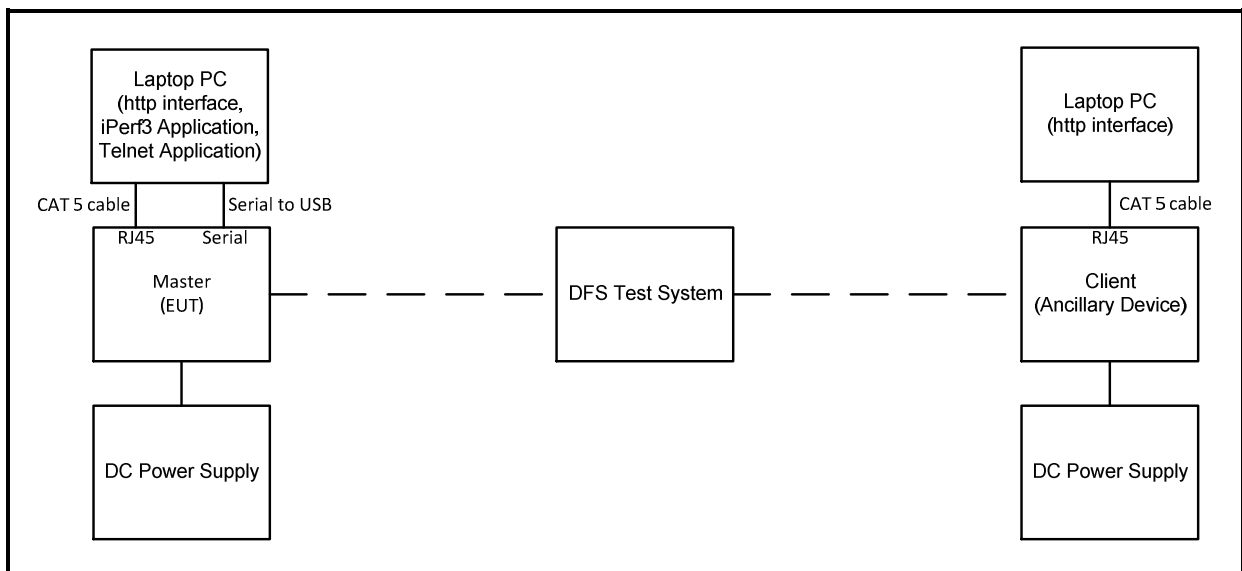 Laptop PC
(http interface,
iPerf3 Application,
Telnet Application)
CAT 5 cable
Serial to USB
RJ45
Serial
Master
(EUT)
DC Power Supply
DFS Test System
Laptop PC
(http interface)
CAT 5 cable
RJ45
Client
(Ancillary Device)
DC Power Supply